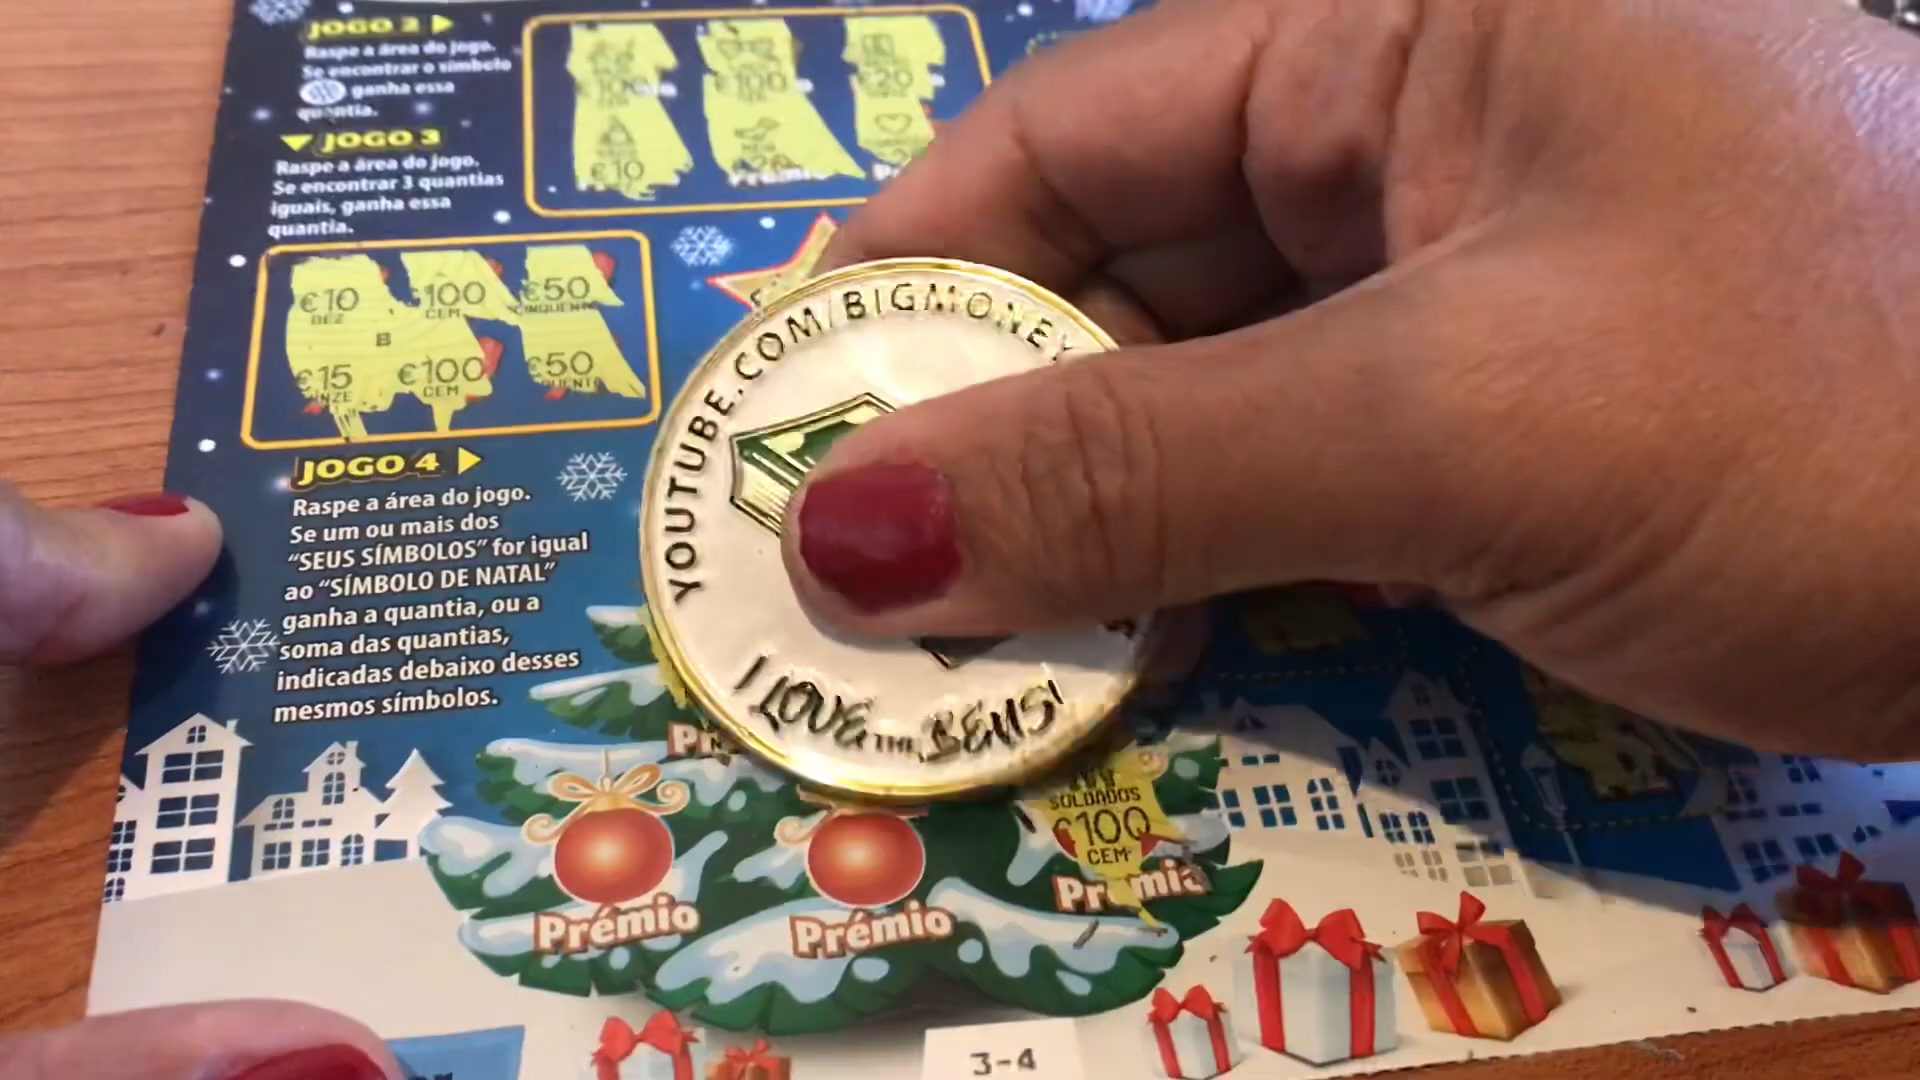 JOGO 2
Raspe a área do jogo.
Se encontrar o símbolo
ganha essa
quantia.
€100
€100
€20
€10
JOGO 3
Raspe a área do jogo.
Se encontrar 3 quantias
iguais, ganha essa
quantia.
€10
DEZ
€100
CEM
€50
B
€15
€100
CEM
€50
JOGO 4
Raspe a área do jogo.
Se um ou mais dos
“SEUS SÍMBOLOS” for igual
ao “SÍMBOLO DE NATAL”
ganha a quantia, ou a
soma das quantias,
indicadas debaixo desses
mesmos símbolos.
YOUTUBE.COM/BIGMONEY
I LOVE THE BENS!
SOLDADOS
€100
CEM
Prémio
Prémio
Prémio
3-4